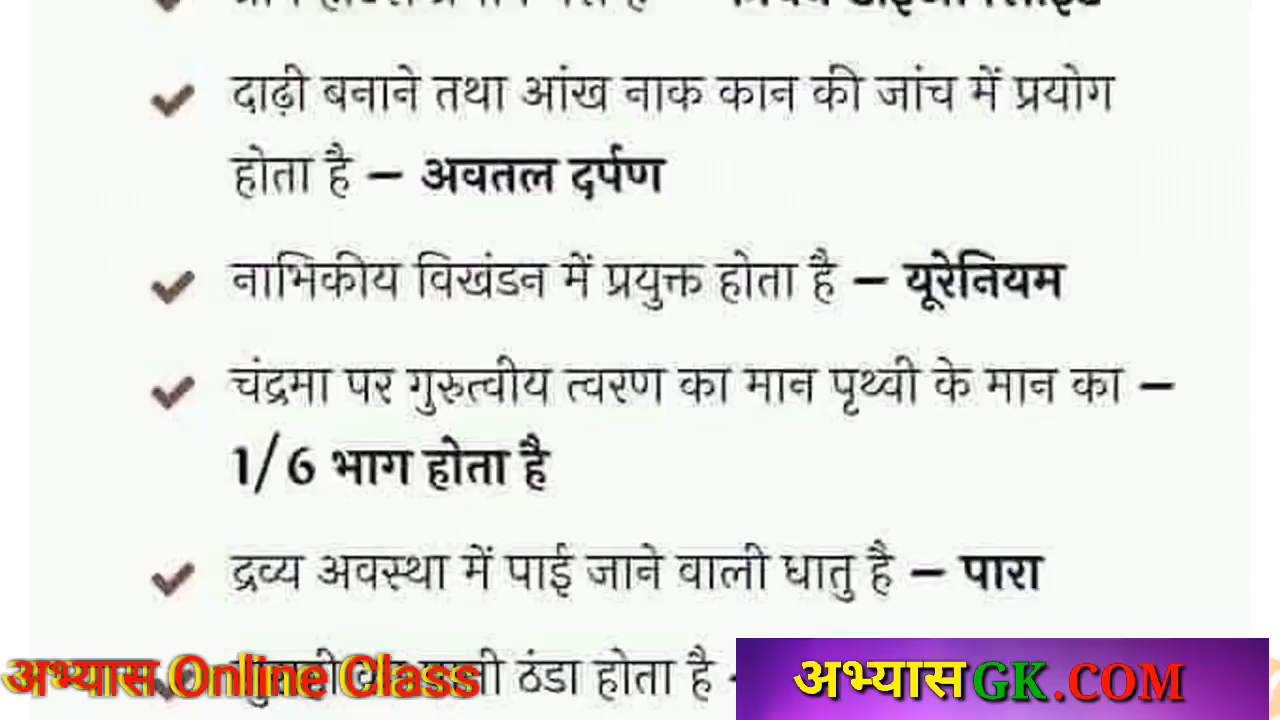 दाढ़ी बनाने तथा आंख नाक कान की जांच में प्रयोग
होता है – अवतल दर्पण
नाभिकीय विखंडन में प्रयुक्त होता है – यूरेनियम
चंद्रमा पर गुरुत्वीय त्वरण का मान पृथ्वी के मान का –
1/6 भाग होता है
द्रव्य अवस्था में पाई जाने वाली धातु है – पारा
ठंडा होता है -
अभ्यास Online Class
अभ्यासGK.COM